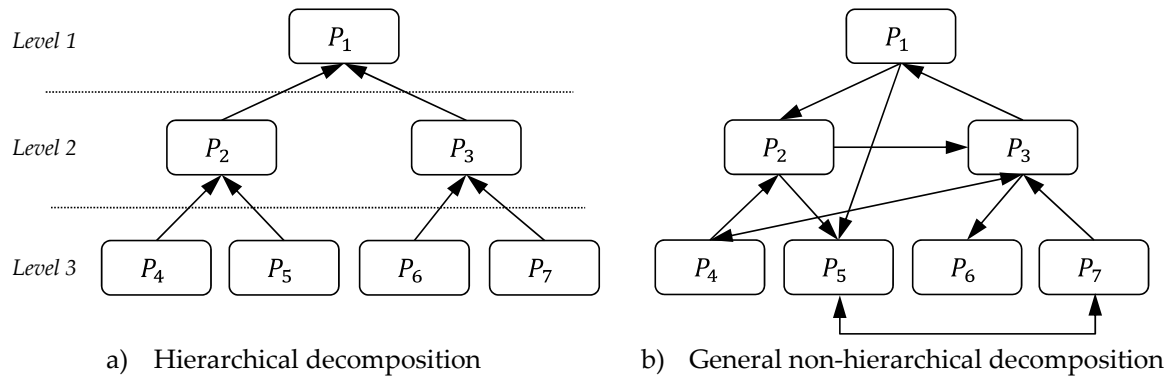 Level 1
P₁
P₁
Level 2
P₂
P₃
P₂
P₃
Level 3
P₄
P₅
P₆
P₇
P₄
P₅
P₆
P₇
a) Hierarchical decomposition
b) General non-hierarchical decomposition